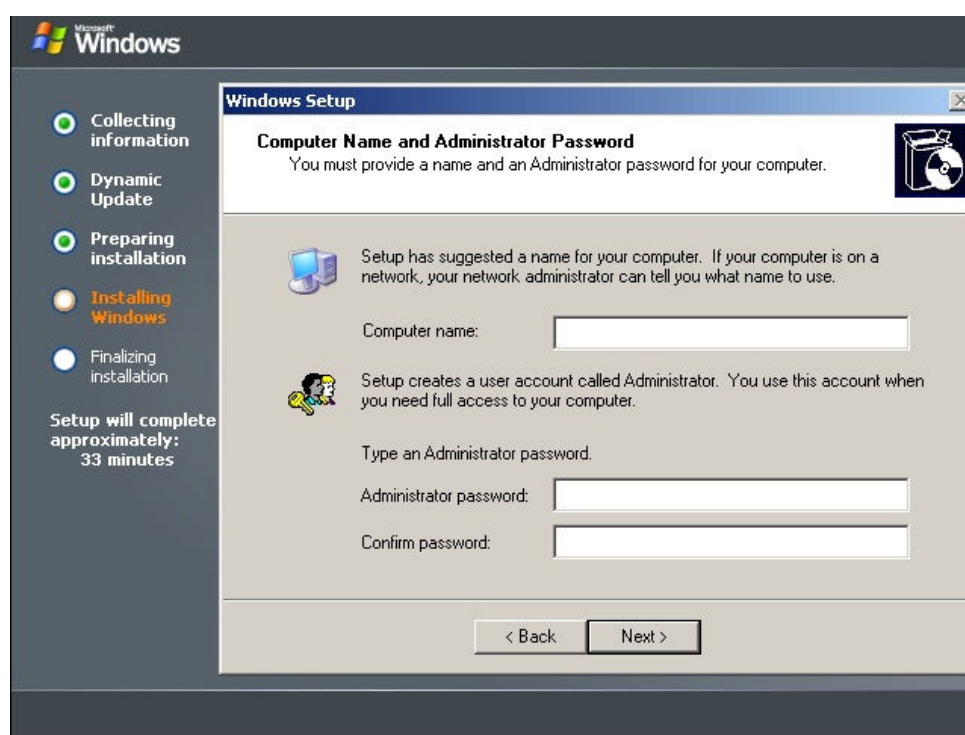 Microsoft
Windows
Collecting
information
Dynamic
Update
Preparing
installation
Installing
Windows
Finalizing
installation
Setup will complete
approximately:
33 minutes
Windows Setup
Computer Name and Administrator Password
You must provide a name and an Administrator password for your computer.
Setup has suggested a name for your computer. If your computer is on a
network, your network administrator can tell you what name to use.
Computer name:
Setup creates a user account called Administrator. You use this account when
you need full access to your computer.
Type an Administrator password.
Administrator password:
Confirm password:
< Back
Next >